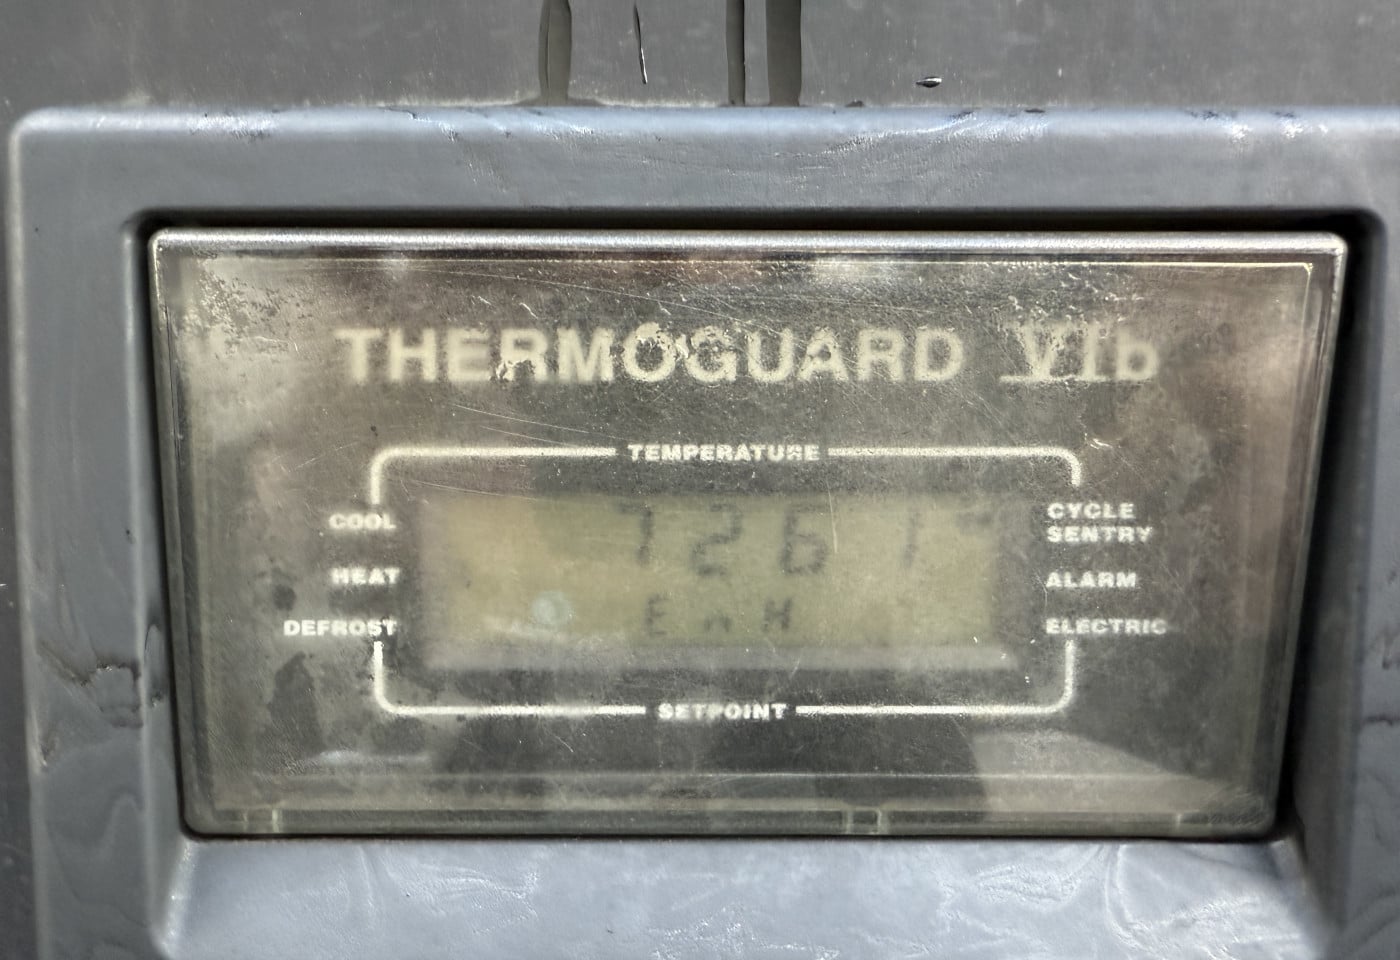 THERMOGUARD VIb
TEMPERATURE
COOL
HEAT
DEFROST
7261
EnH
CYCLE
SENTRY
ALARM
ELECTRIC
SETPOINT